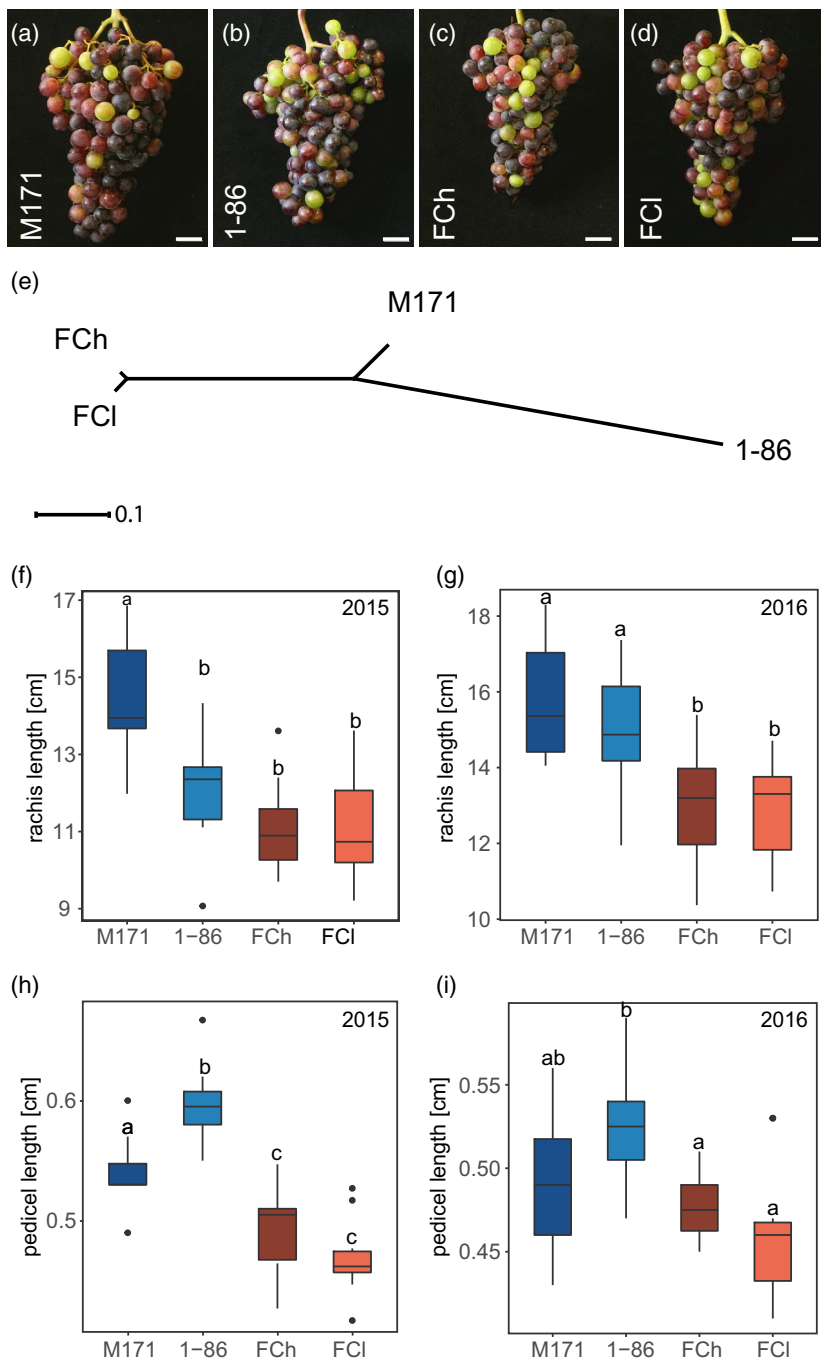 (a)
M171
(b)
1-86
(c)
FCh
(d)
FCl
(e)
M171
FCh
FCl
1-86
0.1
(f)
2015
rachis length [cm]
17
15
13
11
9
a
b
b
b
M171
1−86
FCh
FCl
(g)
2016
rachis length [cm]
18
16
14
12
10
a
a
b
b
M171
1−86
FCh
FCl
(h)
2015
pedicel length [cm]
0.6
0.5
a
b
c
c
M171
1−86
FCh
FCl
(i)
2016
pedicel length [cm]
0.55
0.50
0.45
ab
b
a
a
M171
1−86
FCh
FCl